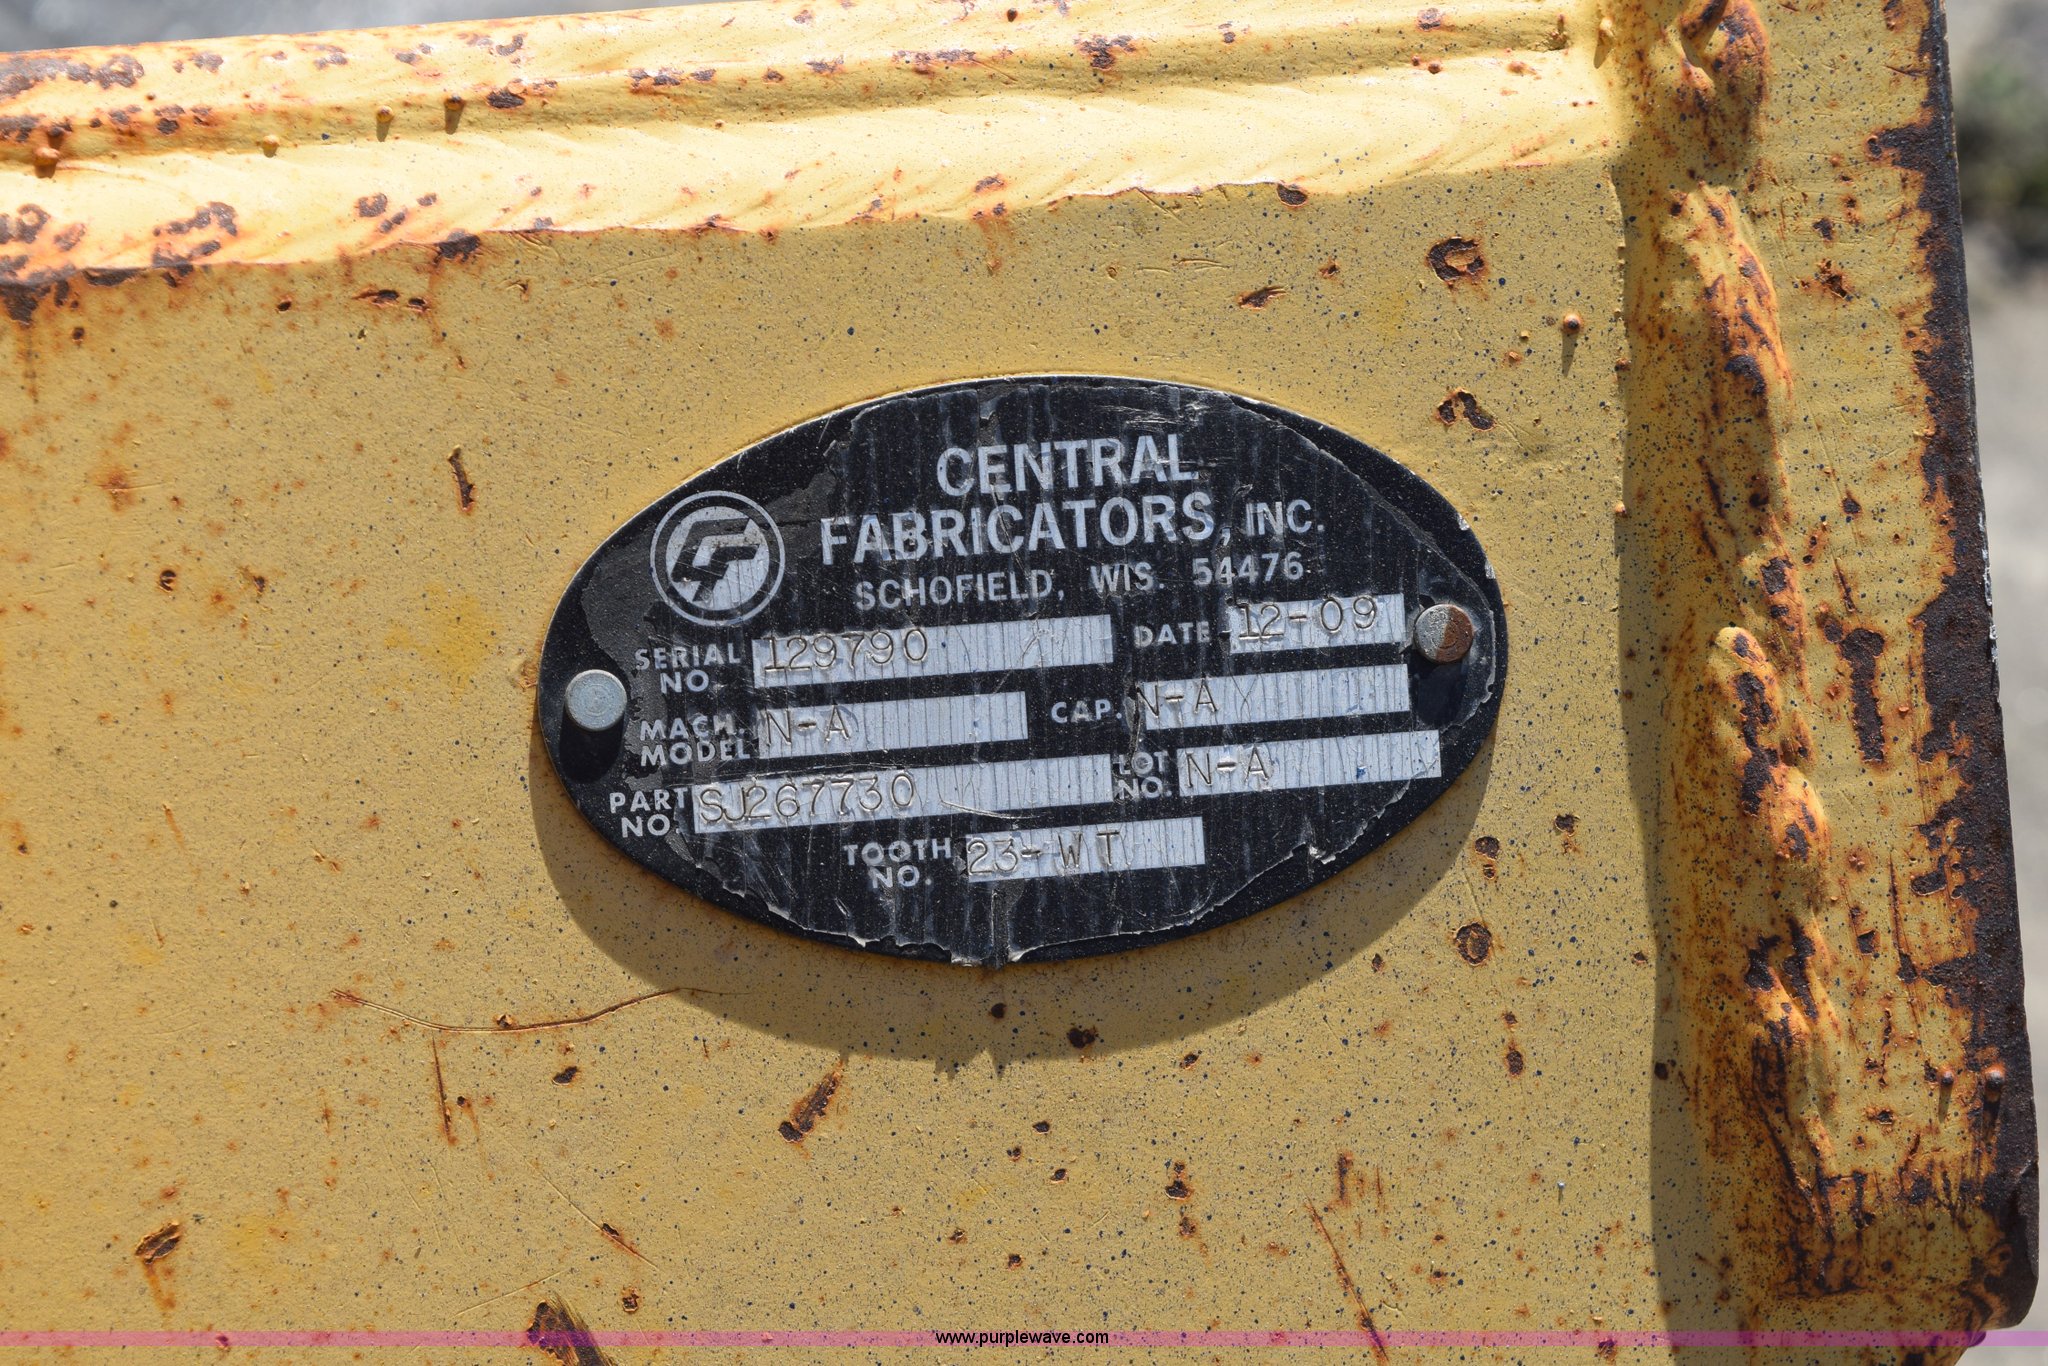 CENTRAL
FABRICATORS, INC.
SCHOFIELD, WIS. 54476
SERIAL NO. 129790 DATE 12-09
MACH. MODEL N-A CAP. N-A
PART NO. SJ267730 LOT NO. N-A
TOOTH NO. 23-WT
www.purplewave.com